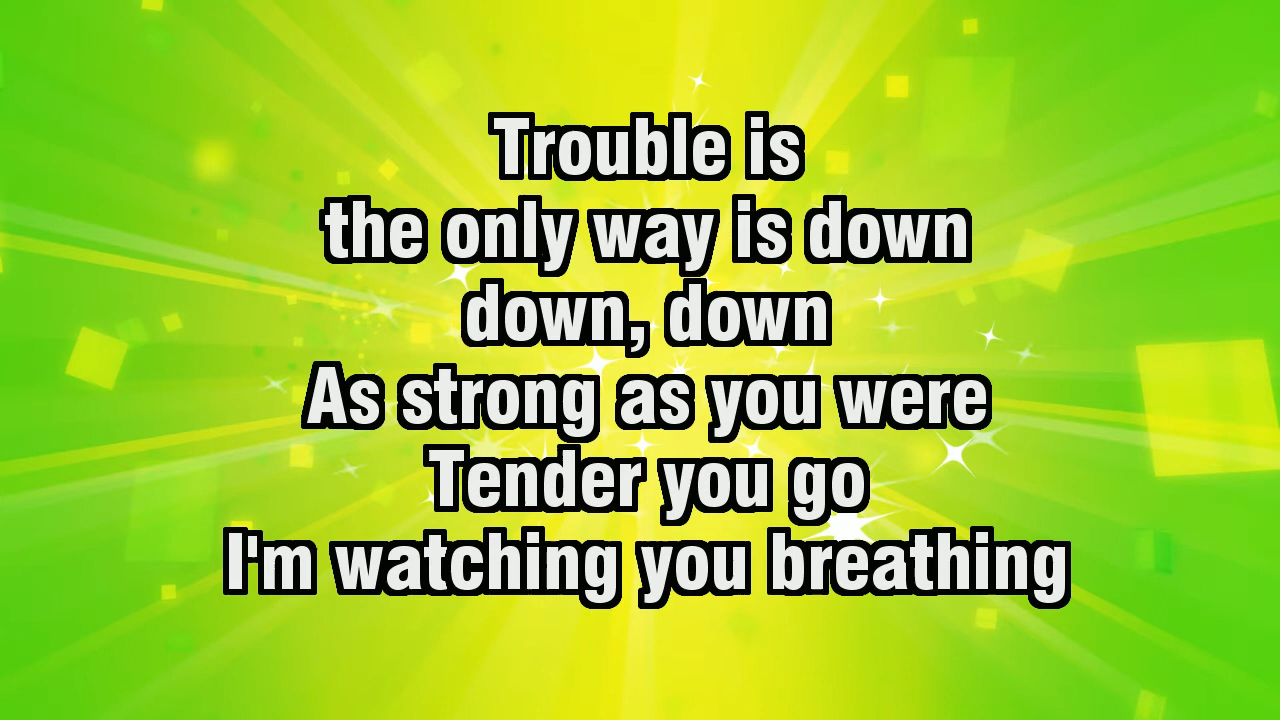 Trouble is
the only way is down
down, down
As strong as you were
Tender you go
I'm watching you breathing